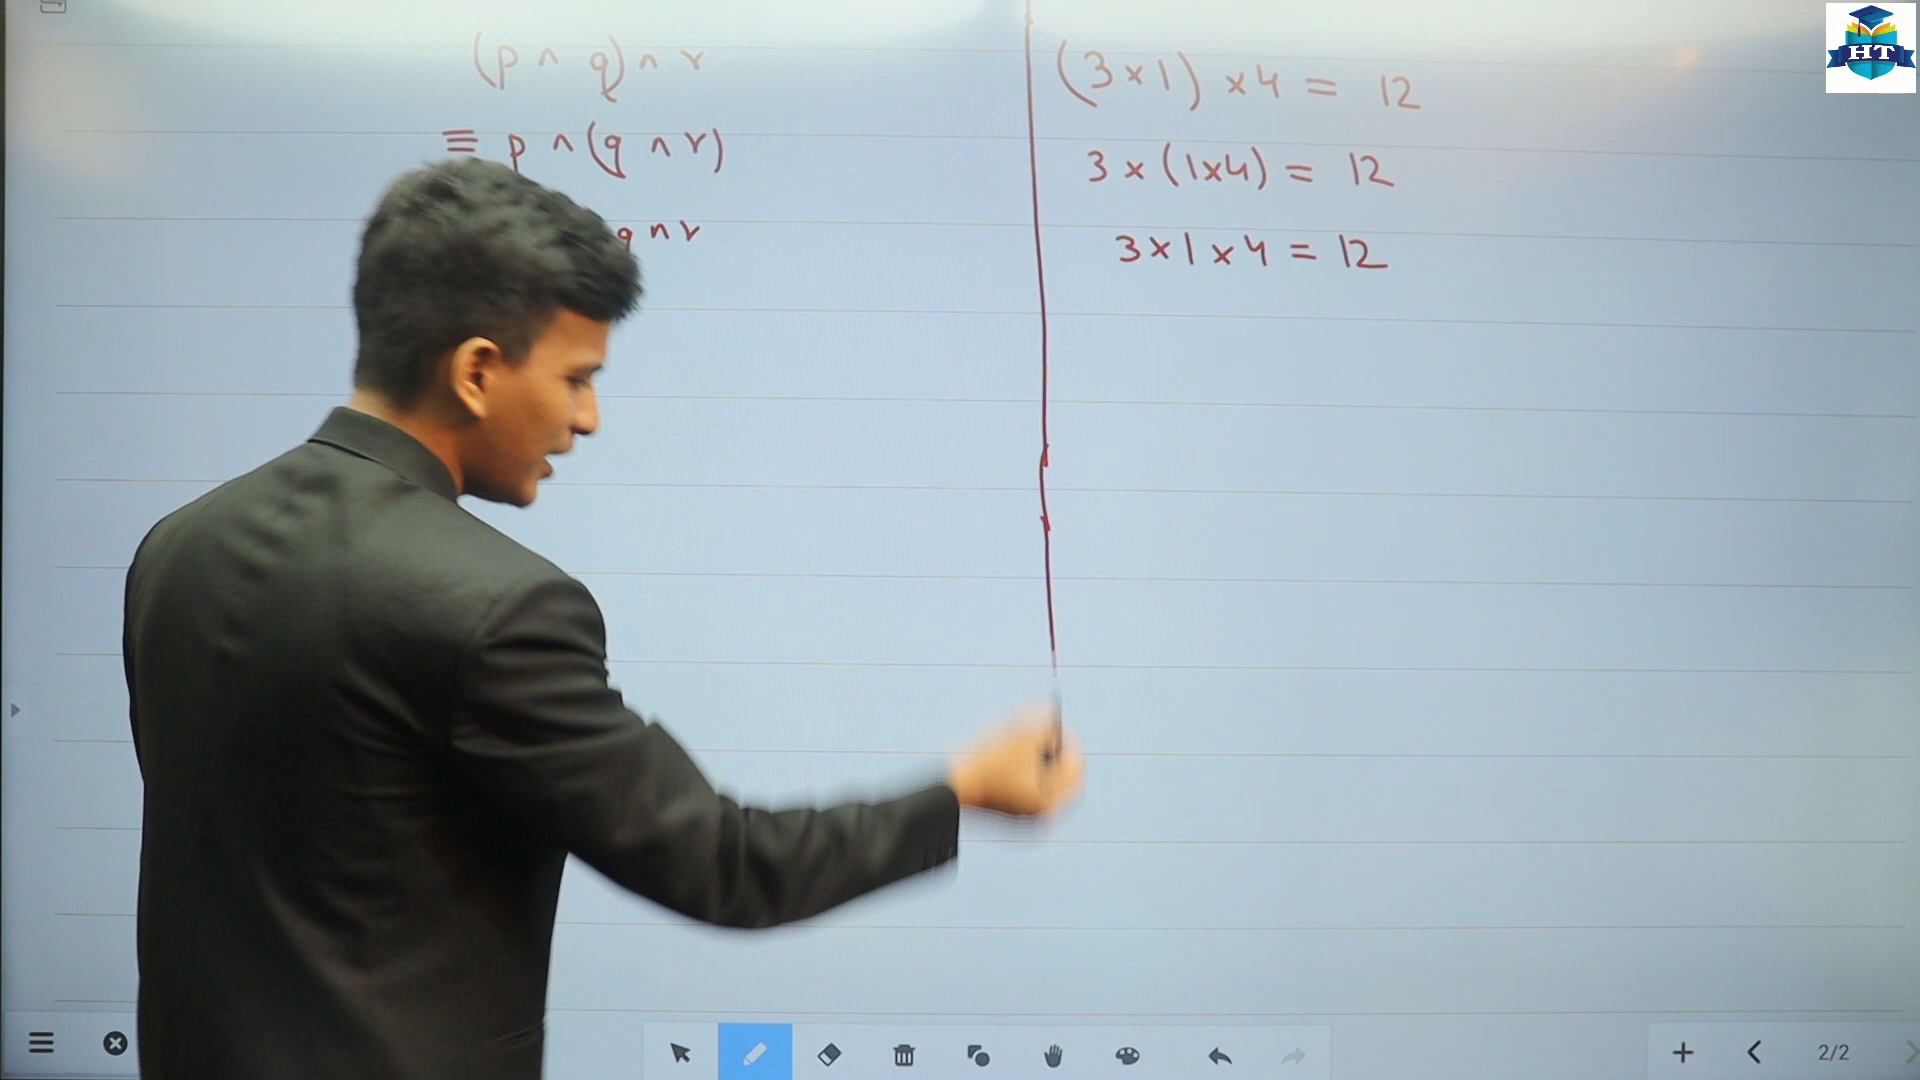 (p ∧ q) ∧ r
≡ p ∧ (q ∧ r)
q ∧ r
(3 × 1) × 4 = 12
3 × (1 × 4) = 12
3 × 1 × 4 = 12
HT
2/2